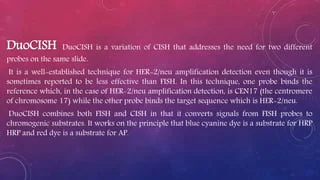 DuoCISH DuoCISH is a variation of CISH that addresses the need for two different
probes on the same slide.
It is a well-established technique for HER-2/neu amplification detection even though it is
sometimes reported to be less effective than FISH. In this technique, one probe binds the
reference which, in the case of HER-2/neu amplification detection, is CEN17 (the centromere
of chromosome 17) while the other probe binds the target sequence which is HER-2/neu.
DuoCISH combines both FISH and CISH in that it converts signals from FISH probes to
chromogenic substrates. It works on the principle that blue cyanine dye is a substrate for HRP
HRP and red dye is a substrate for AP.